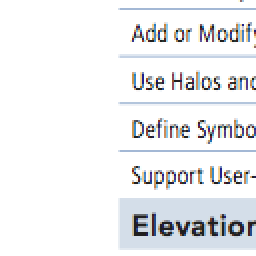 Add or Modify
Use Halos and
Define Symbo
Support User-
Elevation